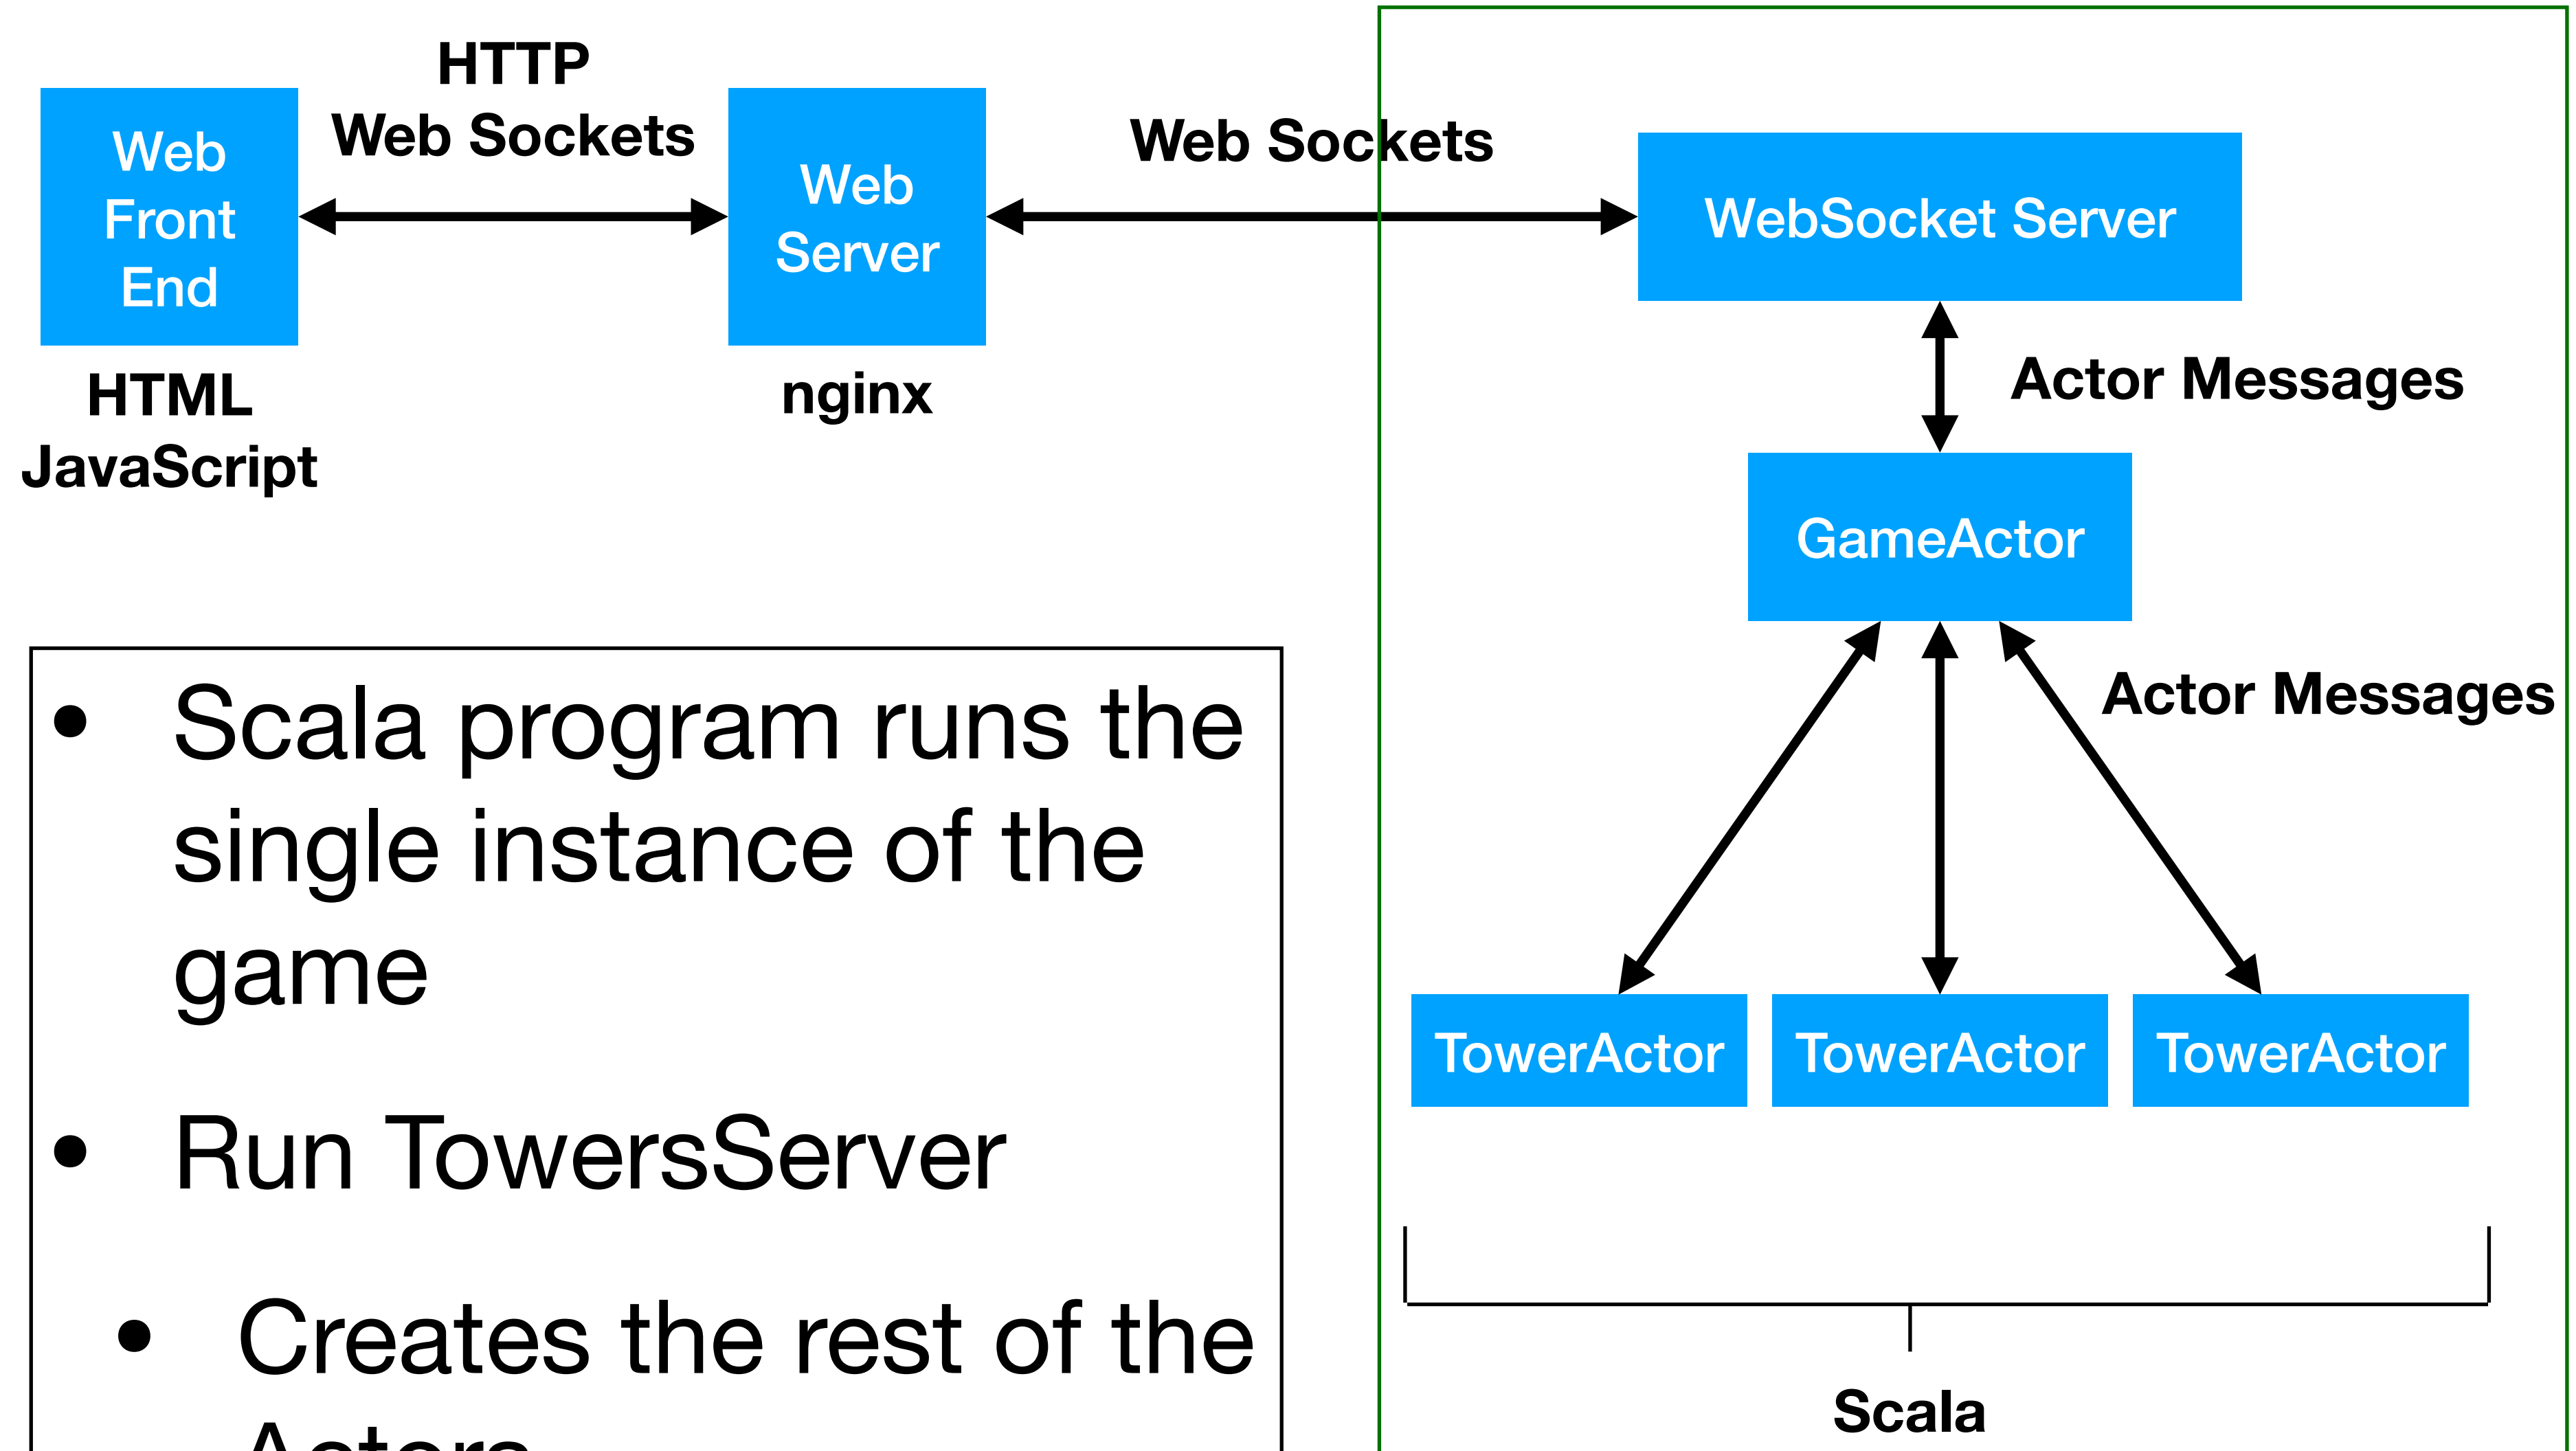 HTTP
Web Sockets
Web
Front
End
HTML
JavaScript
Web
Server
nginx
Web Sockets
WebSocket Server
Actor Messages
GameActor
Actor Messages
TowerActor TowerActor TowerActor
Scala
• Scala program runs the
single instance of the
game
• Run TowersServer
• Creates the rest of the
Actors